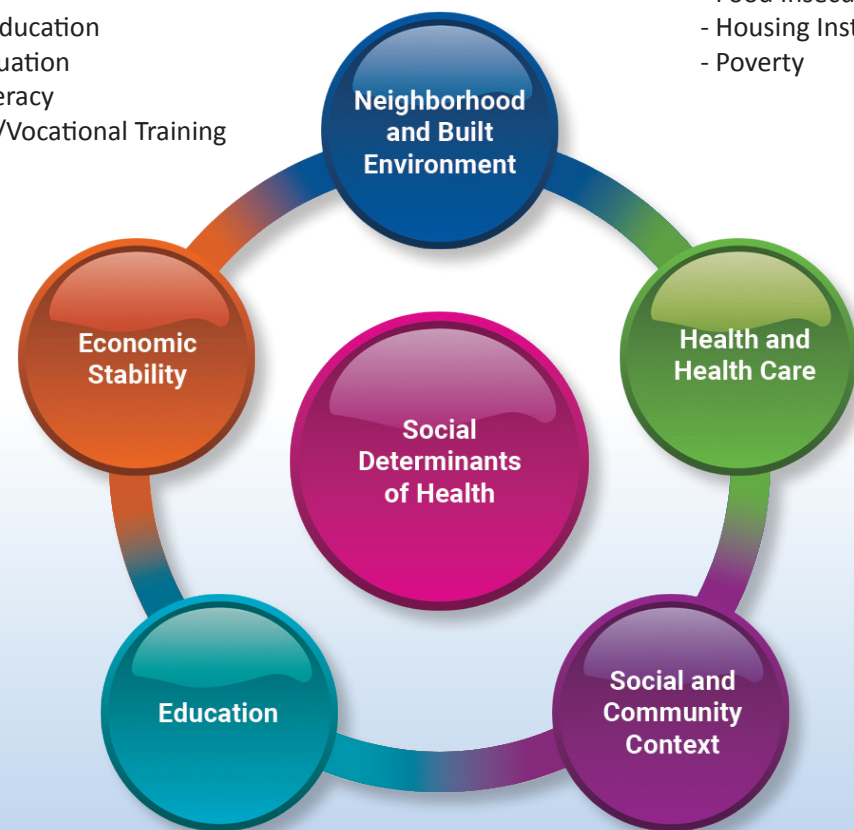 ducation
uation
eracy
/Vocational Training
- Housing Inst
- Poverty
Neighborhood
and Built
Environment
Economic
Stability
Health and
Health Care
Social
Determinants
of Health
Education
Social and
Community
Context